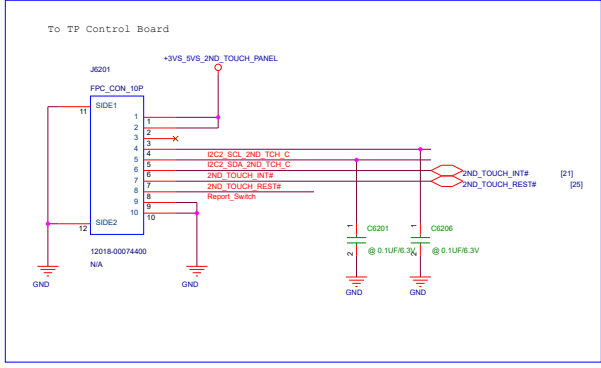 To TP Control Board
+3VS_5VS_2ND_TOUCH_PANEL
J6201
FPC_CON_10P
SIDE1
11
1
1
2
2
3
3
4
4
I2C2_SCL_2ND_TCH_C
5
5
I2C2_SDA_2ND_TCH_C
6
6
2ND_TOUCH_INT#
2ND_TOUCH_INT#
[21]
7
7
2ND_TOUCH_REST#
2ND_TOUCH_REST#
[25]
8
8
Report_Switch
9
9
10
10
SIDE2
12
12018-00074400
N/A
GND
GND
1
C6201
2
@ 0.1UF/6.3V
GND
1
C6206
2
@ 0.1UF/6.3V
GND